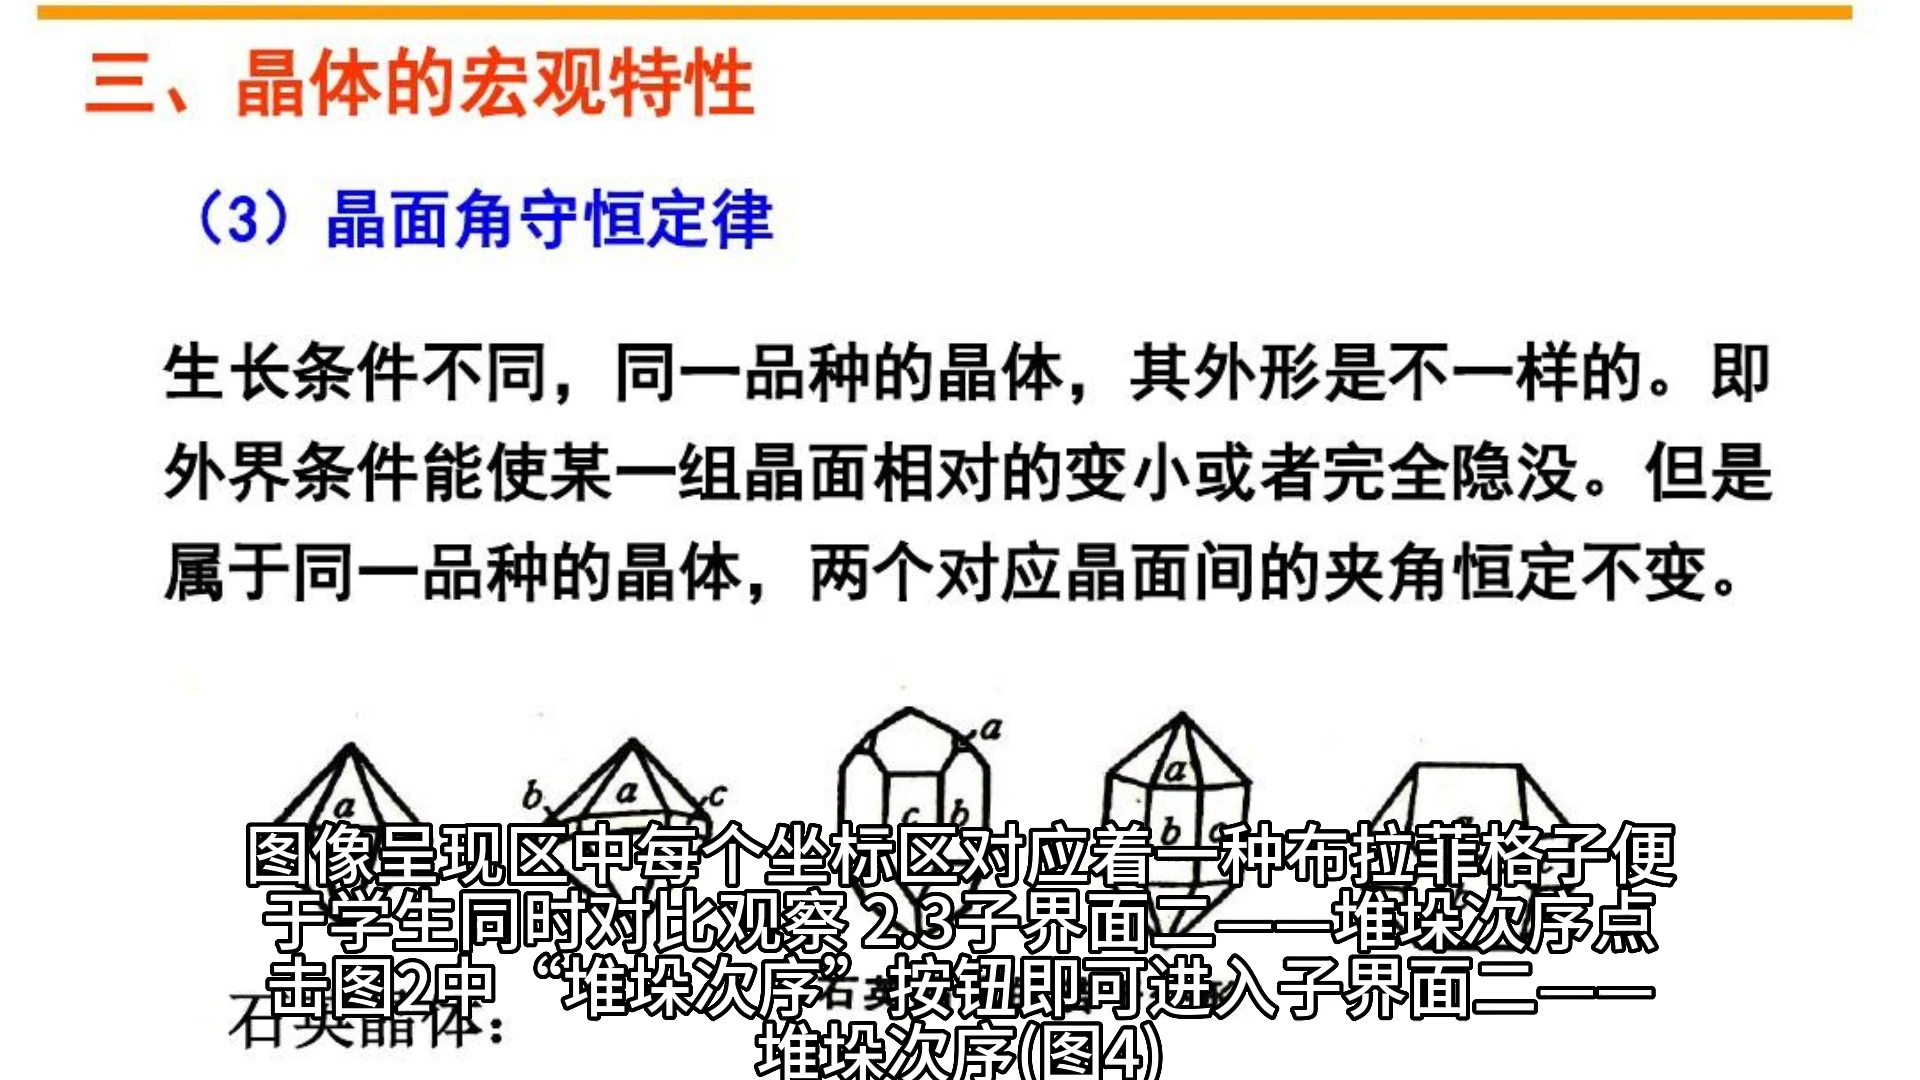 三、晶体的宏观特性
（3）晶面角守恒定律
生长条件不同，同一品种的晶体，其外形是不一样的。即
外界条件能使某一组晶面相对的变小或者完全隐没。但是
属于同一品种的晶体，两个对应晶面间的夹角恒定不变。
a
b a c
a c b
a b c
图像呈现区中每个坐标区对应着一种布拉菲格子便
于学生同时对比观察 2.3子界面二——堆垛次序点
击图2中“堆垛次序”按钮即可进入子界面二——
堆垛次序(图4)
石英晶体：